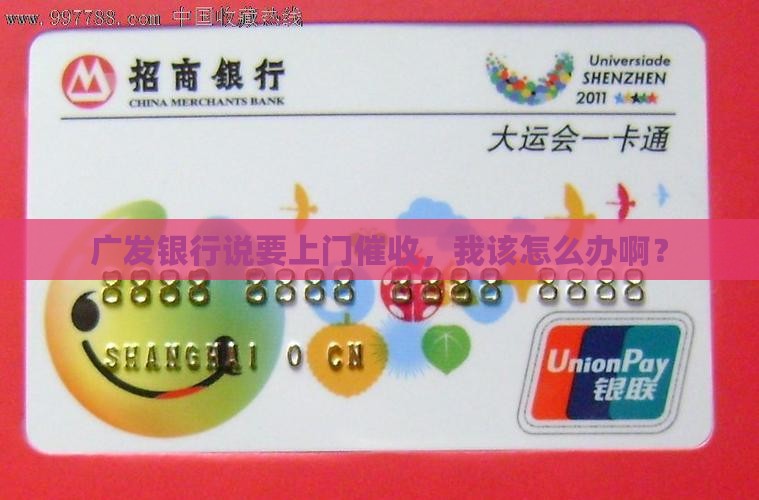 www.997788.com 中国收藏热线
招商银行
CHINA MERCHANTS BANK
Universiade
SHENZHEN
2011
大运会一卡通
广发银行说要上门催收，我该怎么办啊？
8888 8888 8888 8888
SHANGHAI 0 CN
UnionPay
银联